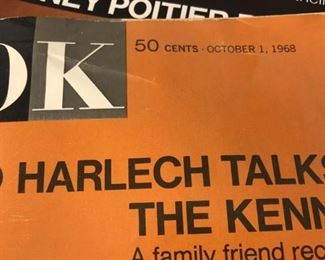 NEY POITIER
OK
50 CENTS · OCTOBER 1, 1968
HARLECH TALKS
THE KENN
A family friend rec